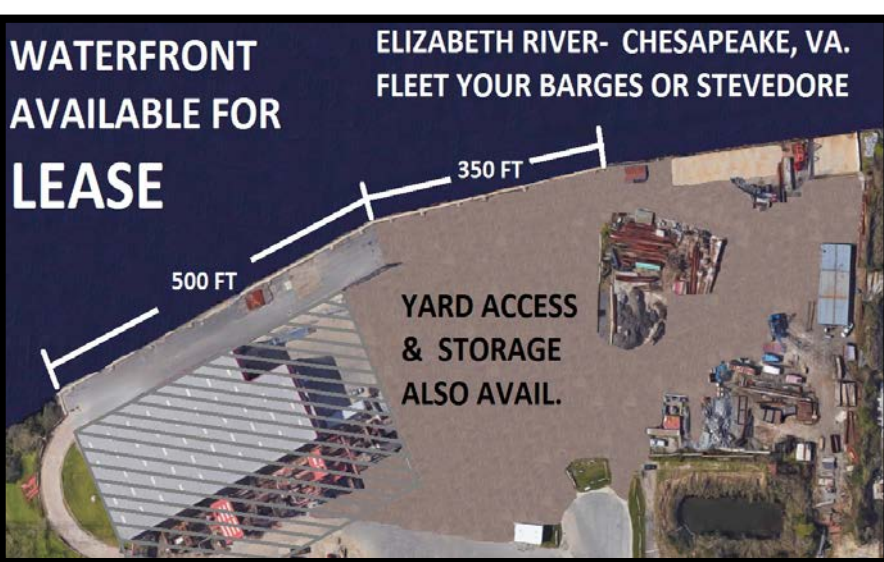 WATERFRONT
AVAILABLE FOR
LEASE
ELIZABETH RIVER- CHESAPEAKE, VA.
FLEET YOUR BARGES OR STEVEDORE
350 FT
500 FT
YARD ACCESS
& STORAGE
ALSO AVAIL.